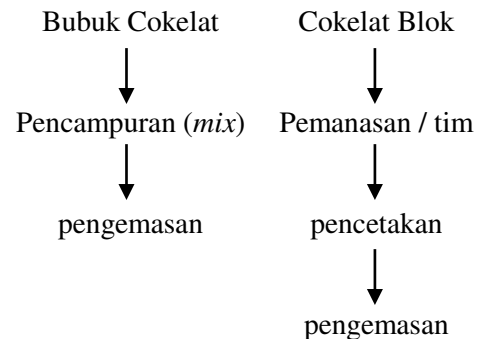 Bubuk Cokelat
Pencampuran (mix)
pengemasan
Cokelat Blok
Pemanasan / tim
pencetakan
pengemasan